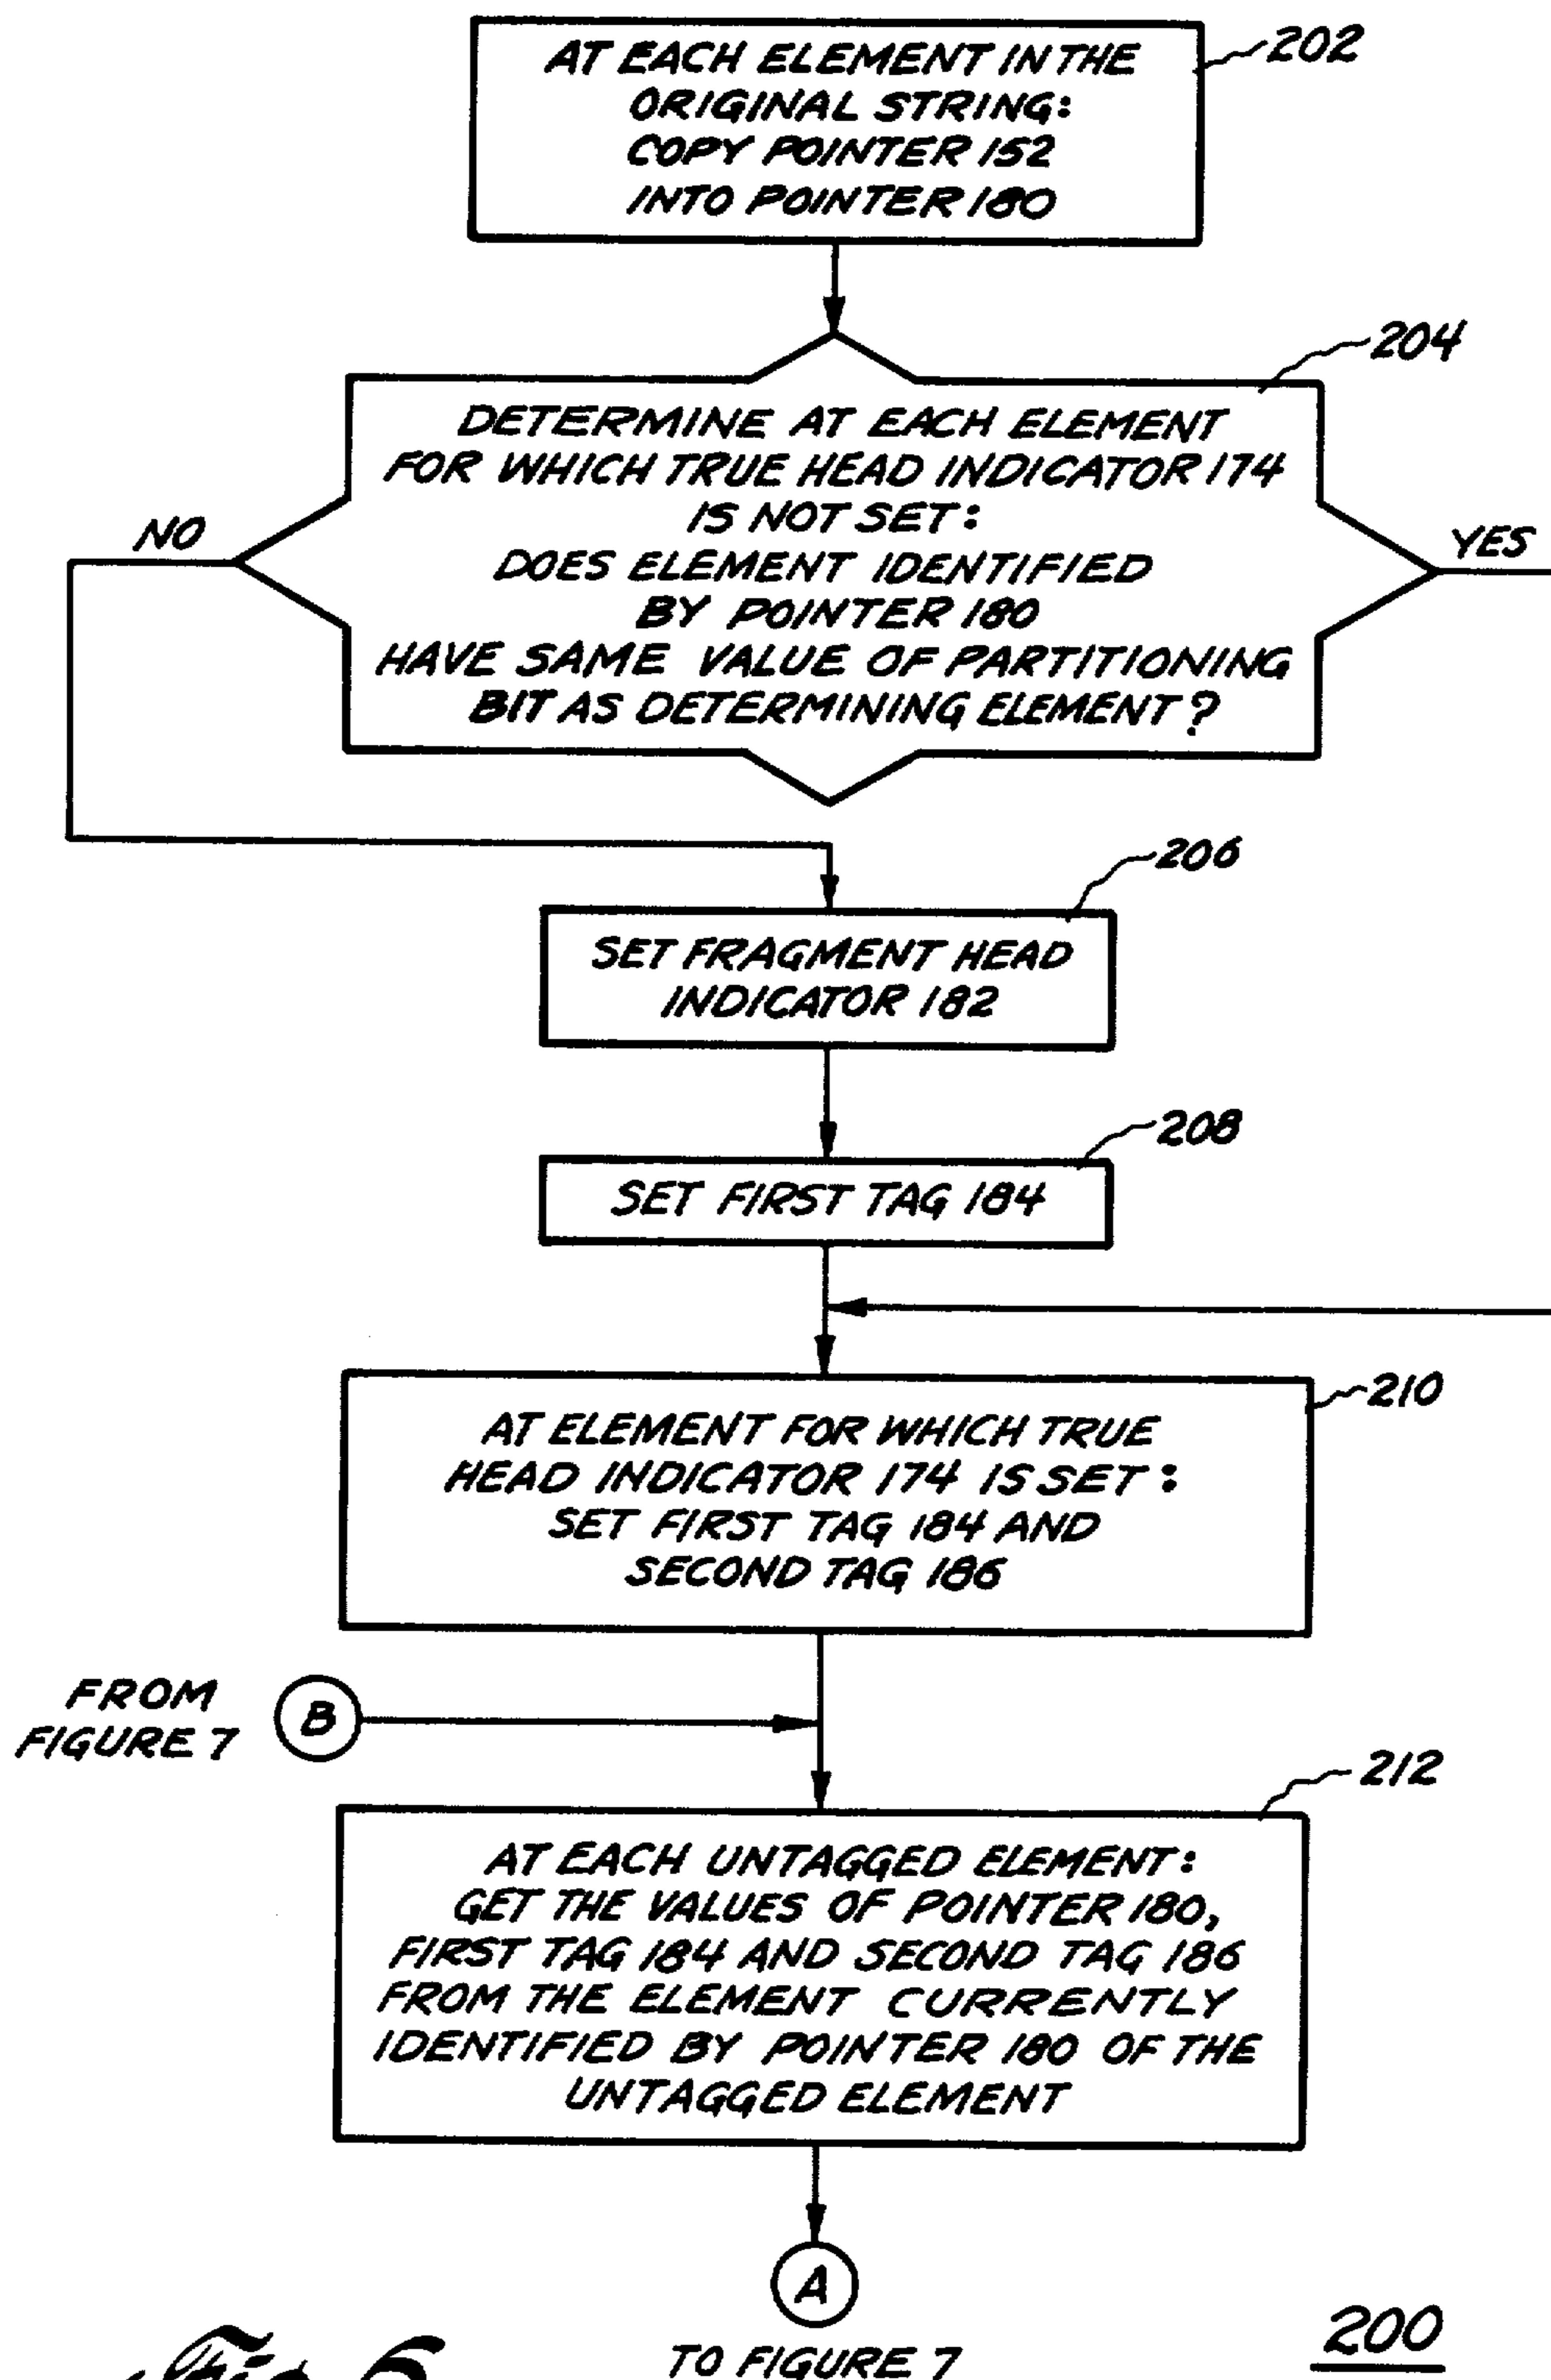 AT EACH ELEMENT IN THE
ORIGINAL STRING:
COPY POINTER 152
INTO POINTER 180
202
204
DETERMINE AT EACH ELEMENT
FOR WHICH TRUE HEAD INDICATOR 174
IS NOT SET:
DOES ELEMENT IDENTIFIED
BY POINTER 180
HAVE SAME VALUE OF PARTITIONING
BIT AS DETERMINING ELEMENT?
NO
YES
206
SET FRAGMENT HEAD
INDICATOR 182
208
SET FIRST TAG 184
210
AT ELEMENT FOR WHICH TRUE
HEAD INDICATOR 174 IS SET:
SET FIRST TAG 184 AND
SECOND TAG 186
FROM
FIGURE 7
B
212
AT EACH UNTAGGED ELEMENT:
GET THE VALUES OF POINTER 180,
FIRST TAG 184 AND SECOND TAG 186
FROM THE ELEMENT CURRENTLY
IDENTIFIED BY POINTER 180 OF THE
UNTAGGED ELEMENT
A
TO FIGURE 7
200
Fig. 6